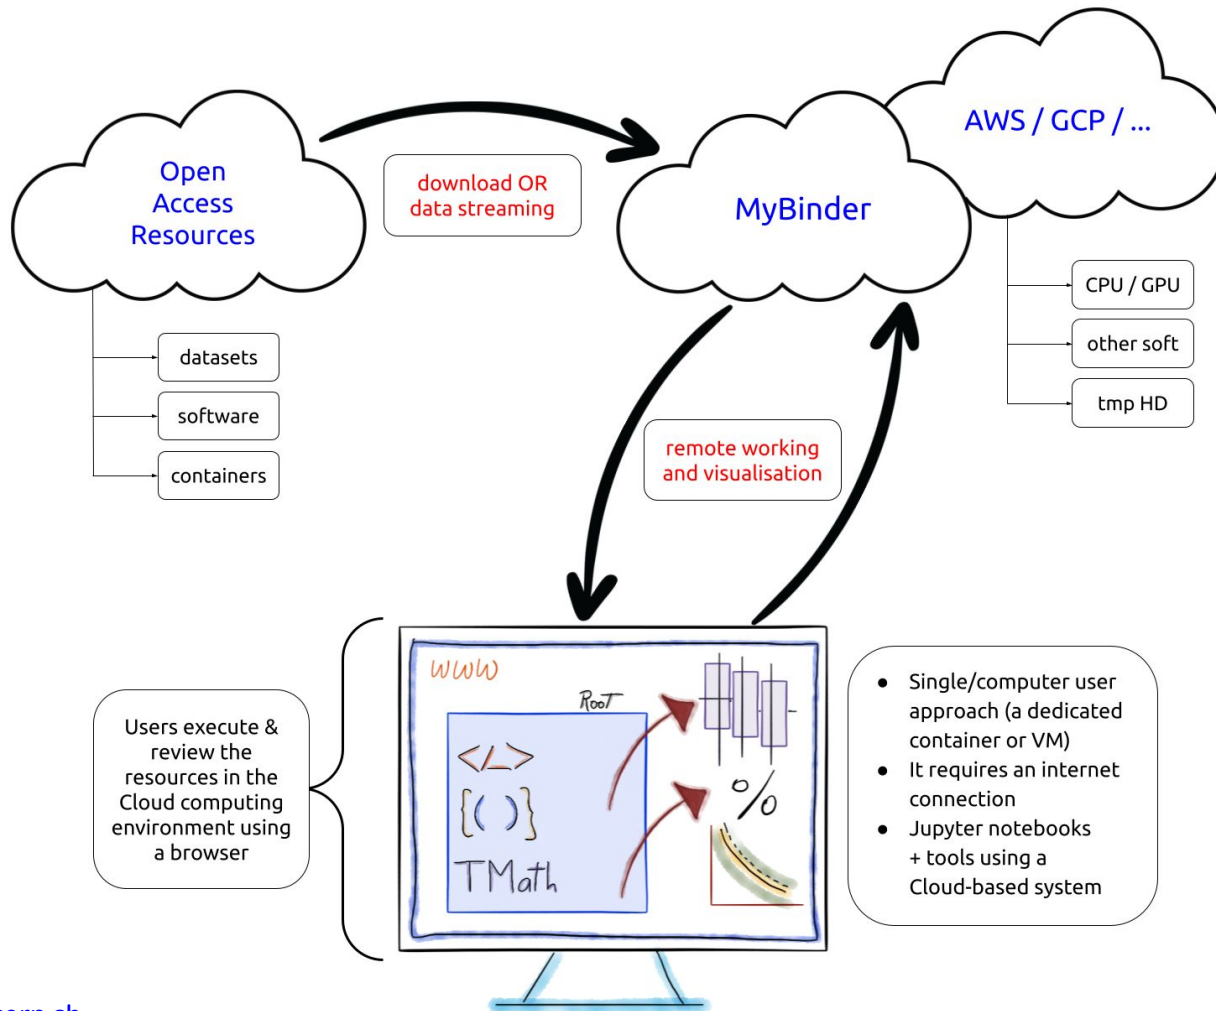 AWS / GCP / ...
Open
Access
Resources
download OR
data streaming
MyBinder
CPU / GPU
other soft
tmp HD
datasets
software
containers
remote working
and visualisation
Users execute &
review the
resources in the
Cloud computing
environment using
a browser
www
Root
</>
{( )}
TMath
%
● Single/computer user
approach (a dedicated
container or VM)
● It requires an internet
connection
● Jupyter notebooks
+ tools using a
Cloud-based system